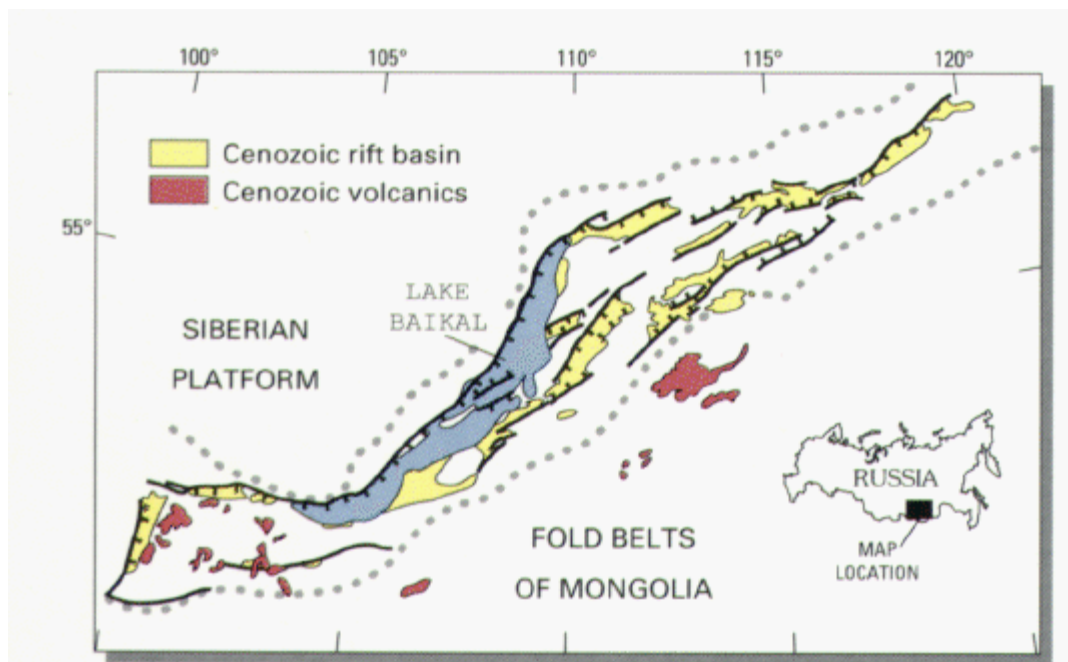 100° 105° 110° 115° 120°
Cenozoic rift basin
Cenozoic volcanics
55°
LAKE
BAIKAL
SIBERIAN
PLATFORM
RUSSIA
FOLD BELTS
OF MONGOLIA
MAP
LOCATION